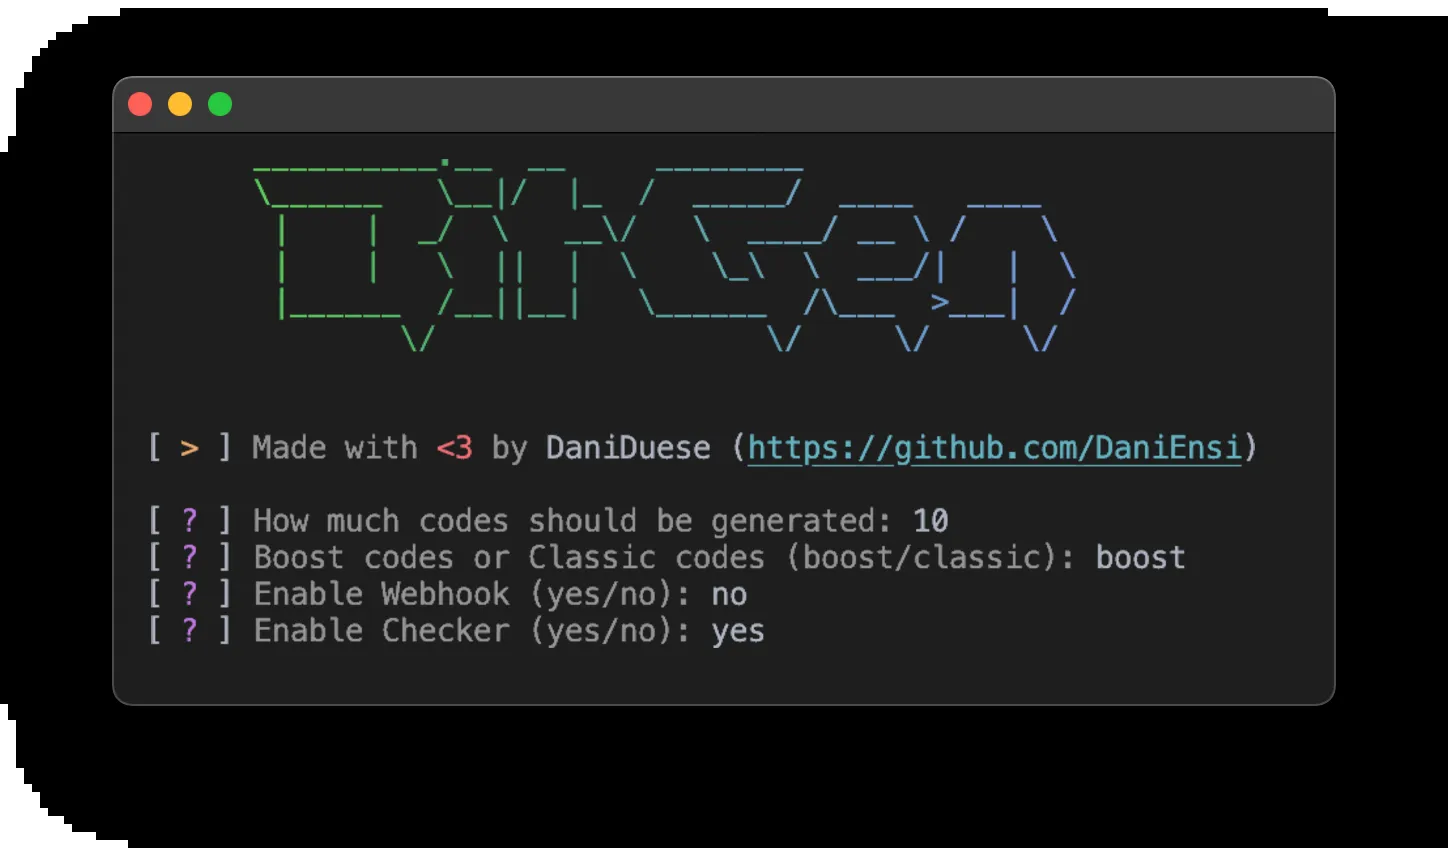 BitGen
[ > ] Made with <3 by DaniDuese (https://github.com/DaniEnsi)
[ ? ] How much codes should be generated: 10
[ ? ] Boost codes or Classic codes (boost/classic): boost
[ ? ] Enable Webhook (yes/no): no
[ ? ] Enable Checker (yes/no): yes